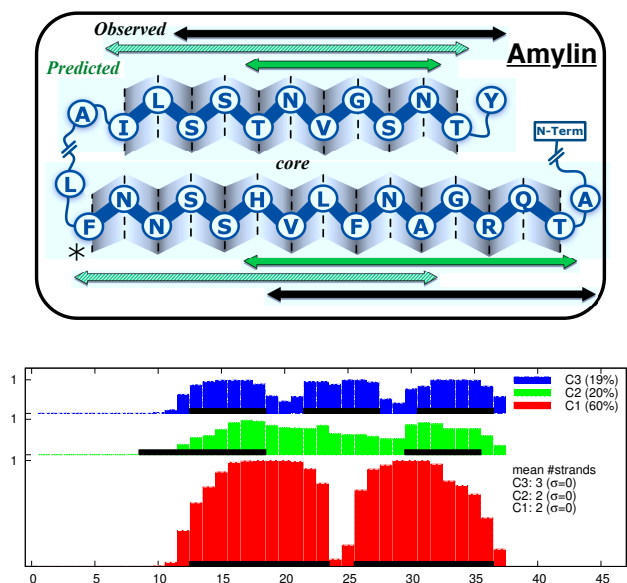 Observed
Amylin
Predicted
A I L S S T N V G S N T Y
N-Term
core
L F N N N S S H V L F N A G R Q T A
*
1 C3 (19%)
1 C2 (20%)
1 C1 (60%)
mean #strands
C3: 3 (σ=0)
C2: 2 (σ=0)
C1: 2 (σ=0)
0 5 10 15 20 25 30 35 40 45